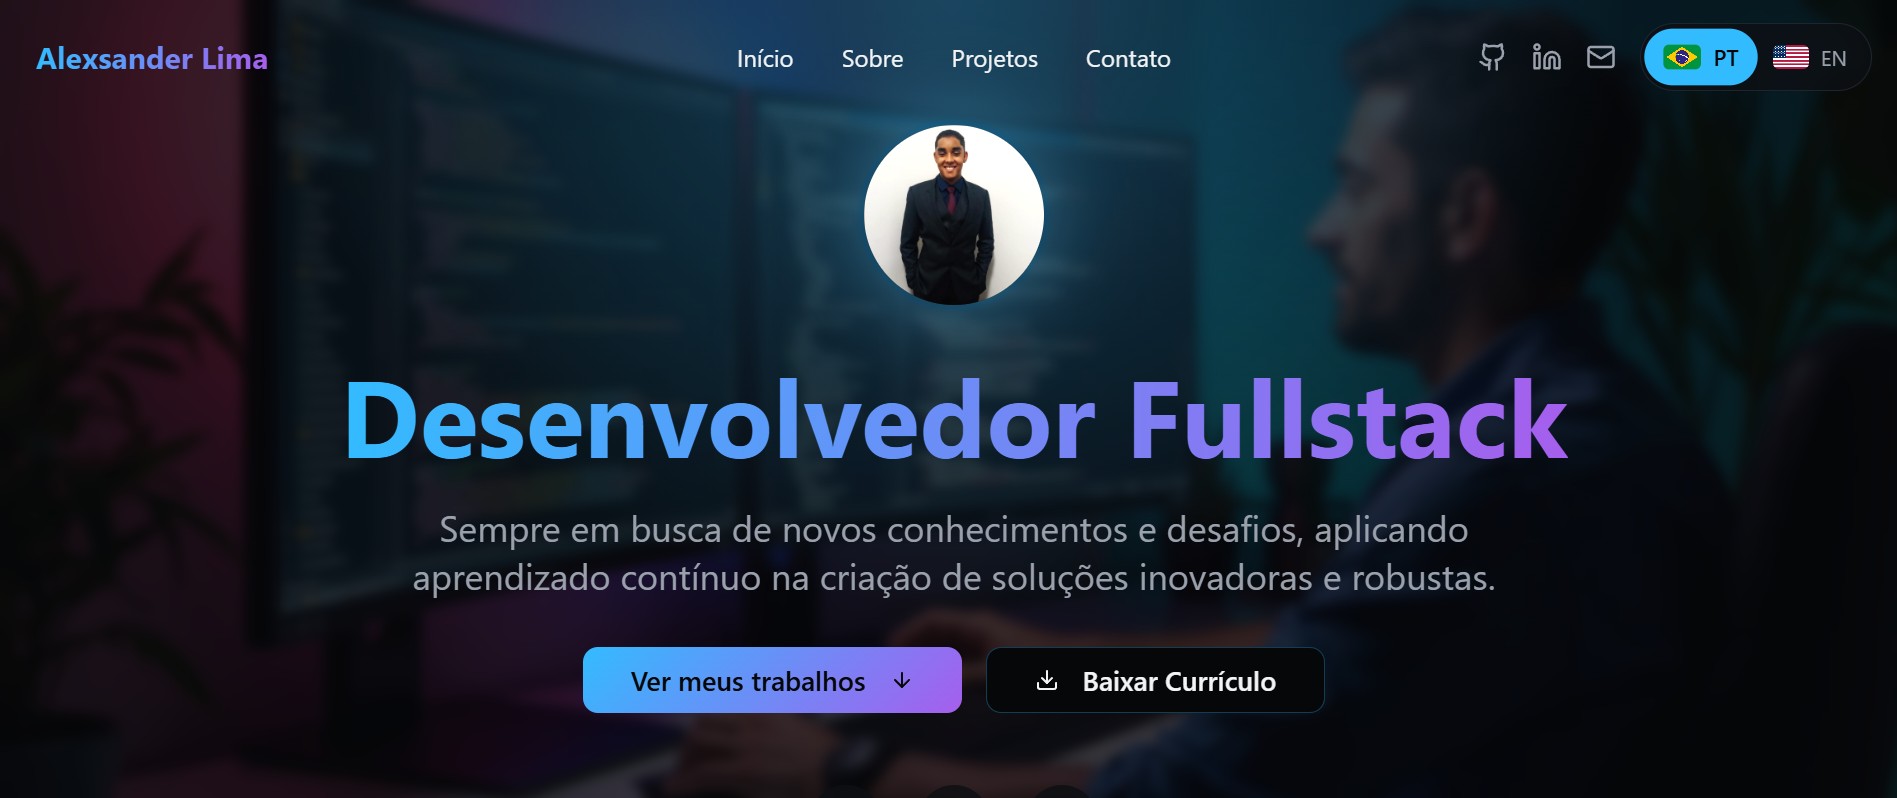 Alexsander Lima
Início
Sobre
Projetos
Contato
PT
EN
Desenvolvedor Fullstack
Sempre em busca de novos conhecimentos e desafios, aplicando
aprendizado contínuo na criação de soluções inovadoras e robustas.
Ver meus trabalhos
Baixar Currículo